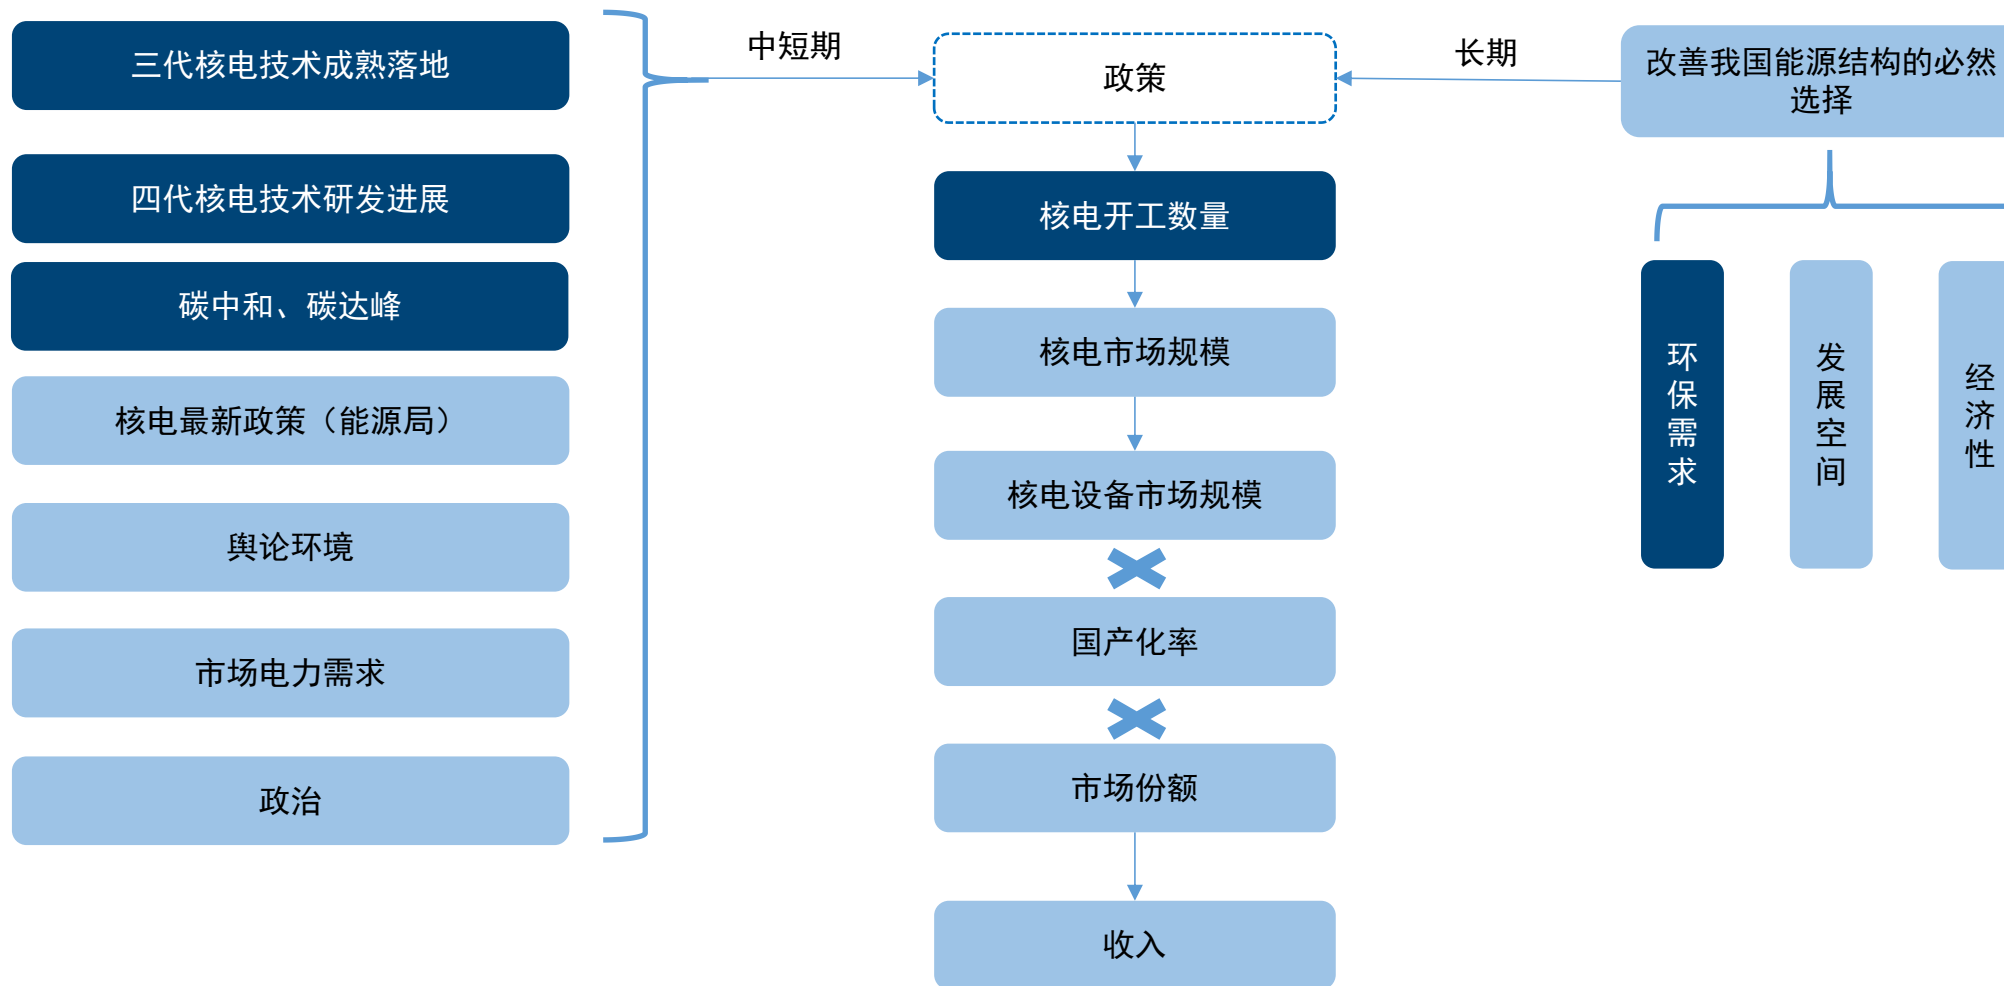 三代核电技术成熟落地
四代核电技术研发进展
碳中和、碳达峰
核电最新政策（能源局）
舆论环境
市场电力需求
政治
中短期
政策
核电开工数量
核电市场规模
核电设备市场规模
国产化率
市场份额
收入
长期
改善我国能源结构的必然
选择
环保需求
发展空间
经济性